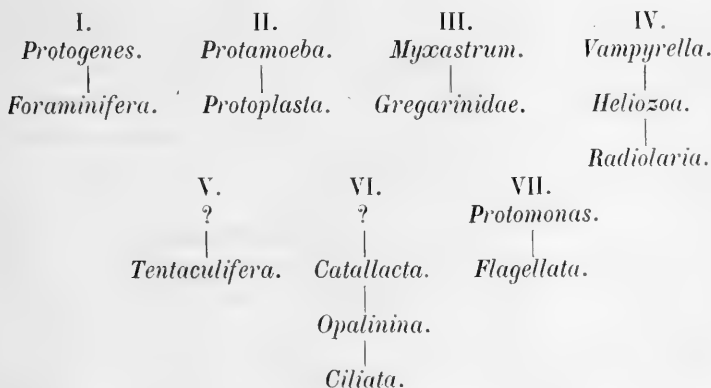 I. II. III. IV.
Protogenes. Protamoeba. Myxastrum. Vampyrella.
Foraminifera. Protoplasta. Gregarinidae. Heliozoa.
Radiolaria.
V. VI. VII.
? ? Protomonas.
Tentaculifera. Catallacta. Flagellata.
Opalinina.
Ciliata.